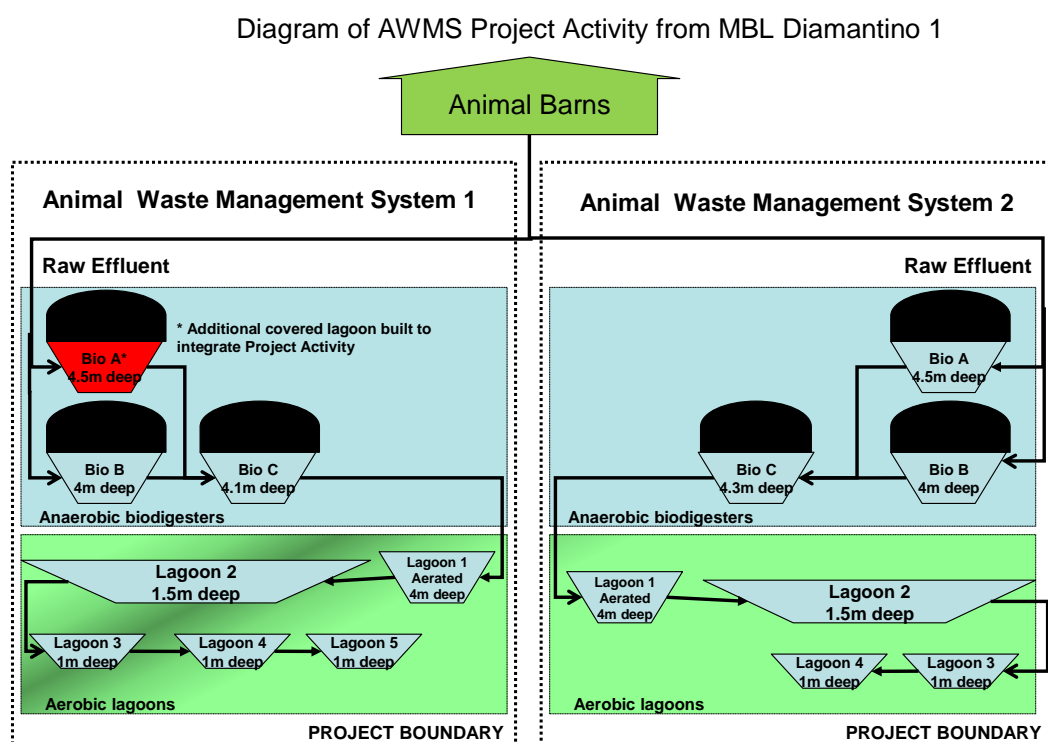 Diagram of AWMS Project Activity from MBL Diamantino 1
Animal Barns
Animal Waste Management System 1
Raw Effluent
Bio A*
4.5m deep
* Additional covered lagoon built to
integrate Project Activity
Bio B
4m deep
Bio C
4.1m deep
Anaerobic biodigesters
Lagoon 1
Aerated
4m deep
Lagoon 2
1.5m deep
Lagoon 3
1m deep
Lagoon 4
1m deep
Lagoon 5
1m deep
Aerobic lagoons
PROJECT BOUNDARY
Animal Waste Management System 2
Raw Effluent
Bio A
4.5m deep
Bio C
4.3m deep
Bio B
4m deep
Anaerobic biodigesters
Lagoon 1
Aerated
4m deep
Lagoon 2
1.5m deep
Lagoon 4
1m deep
Lagoon 3
1m deep
Aerobic lagoons
PROJECT BOUNDARY